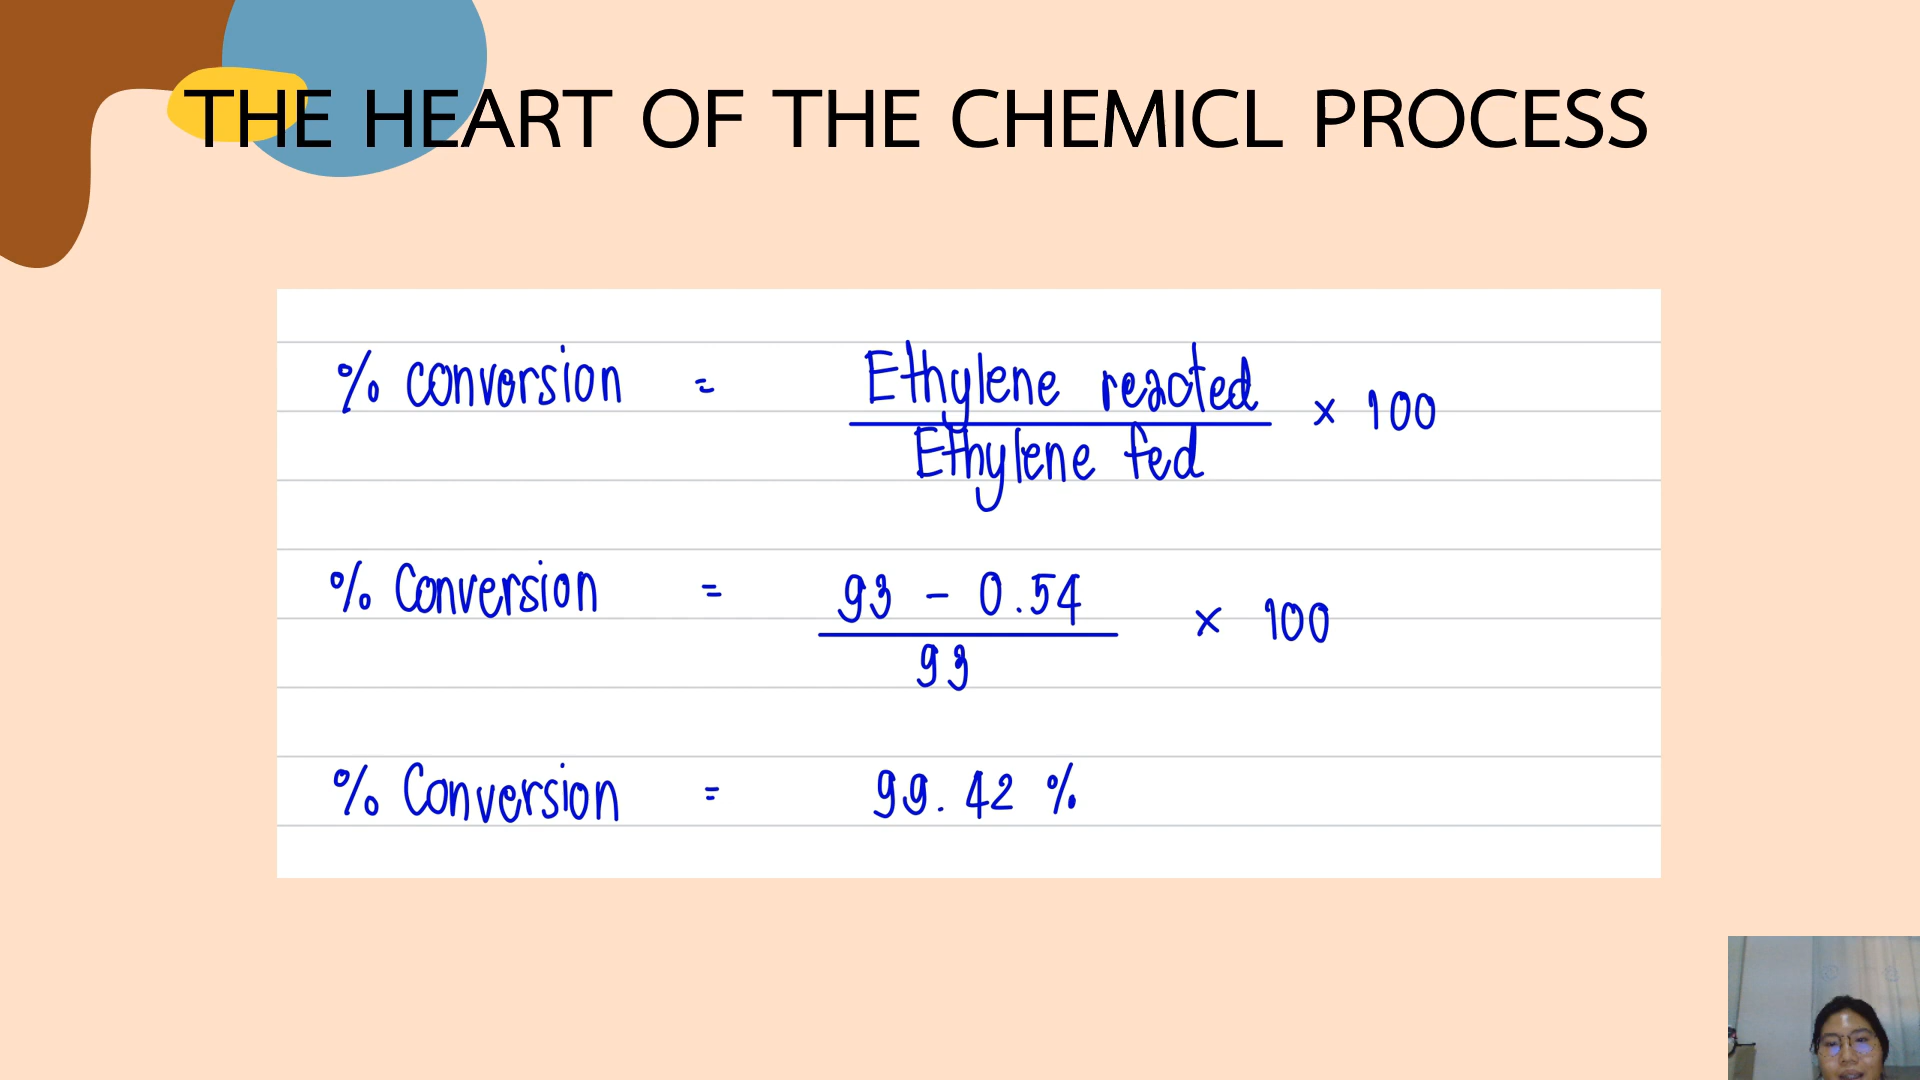 THE HEART OF THE CHEMICL PROCESS
% conversion = Ethylene reacted / Ethylene fed × 100
% Conversion = 93 - 0.54 / 93 × 100
% Conversion = 99.42 %